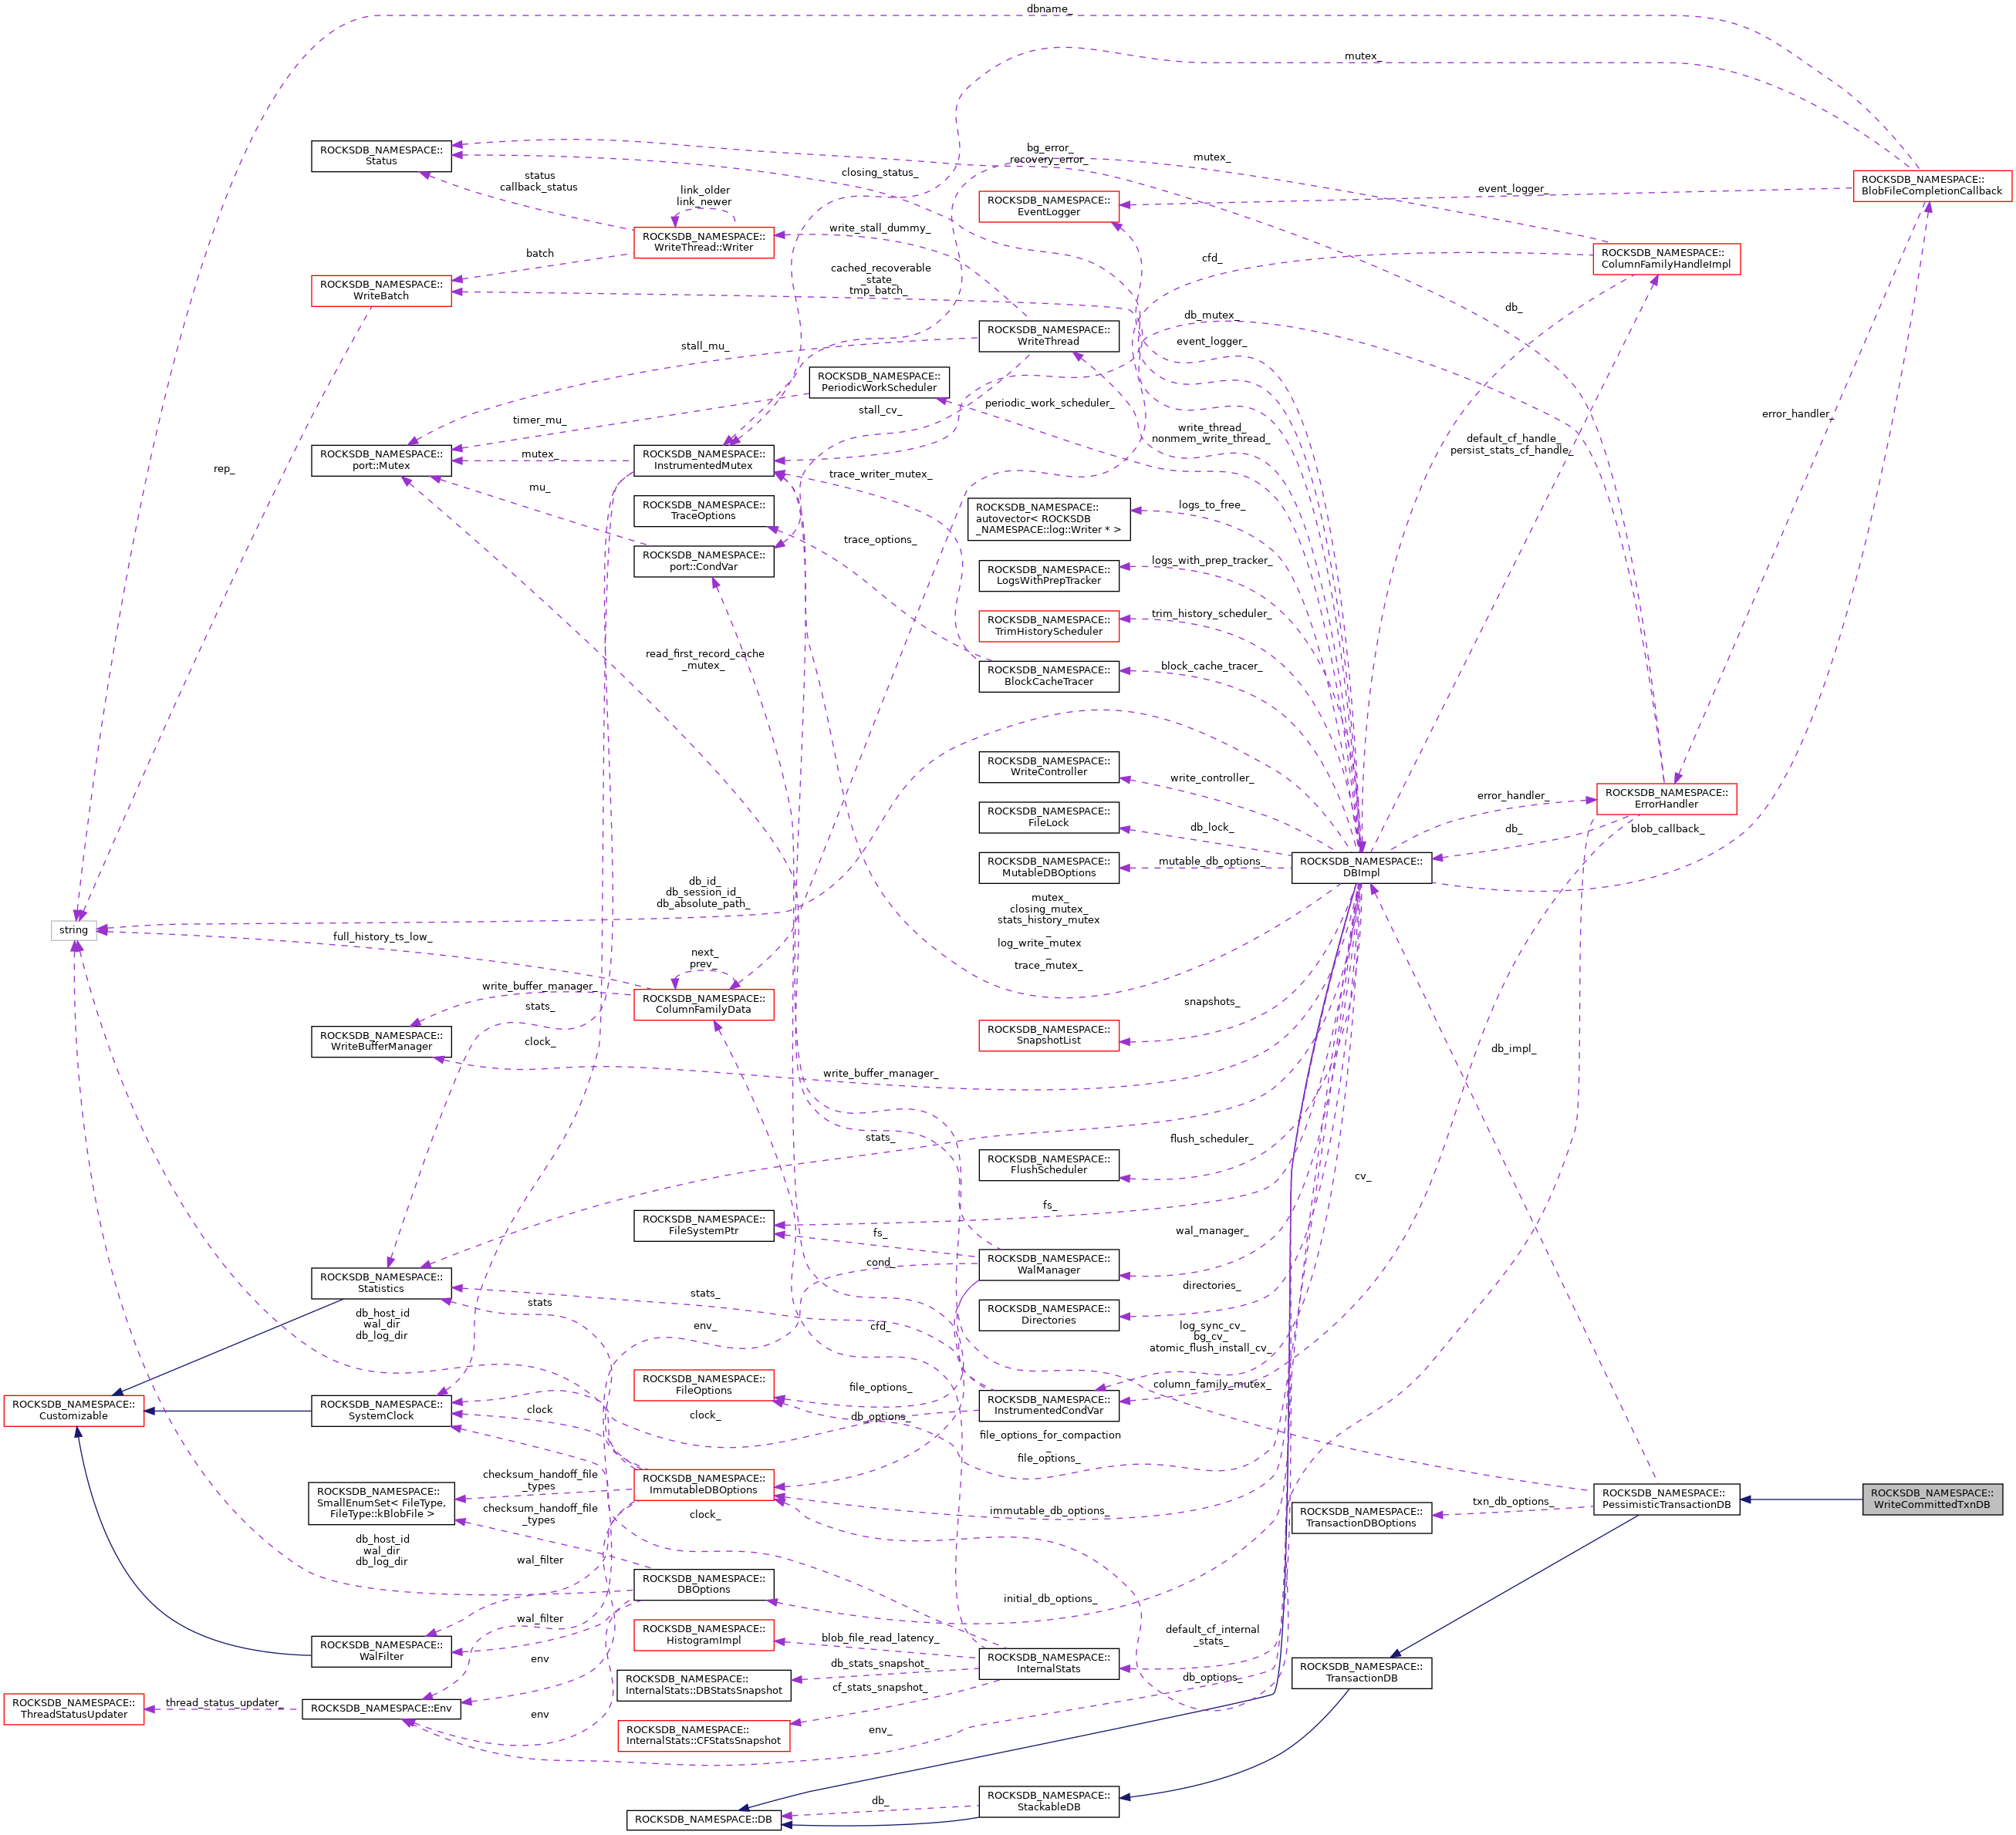 dbname_
mutex_
ROCKSDB_NAMESPACE::
Status
bg_error_
recovery_error_
mutex_
closing_status_
status
callback_status
link_older
link_newer
ROCKSDB_NAMESPACE::
EventLogger
event_logger_
ROCKSDB_NAMESPACE::
BlobFileCompletionCallback
ROCKSDB_NAMESPACE::
WriteThread::Writer
write_stall_dummy_
cfd_
ROCKSDB_NAMESPACE::
ColumnFamilyHandleImpl
batch
ROCKSDB_NAMESPACE::
WriteBatch
cached_recoverable
_state_
tmp_batch_
db_
ROCKSDB_NAMESPACE::
WriteThread
db_mutex_
event_logger_
stall_mu_
ROCKSDB_NAMESPACE::
PeriodicWorkScheduler
stall_cv_
periodic_work_scheduler_
timer_mu_
error_handler_
write_thread_
nonmem_write_thread_
default_cf_handle_
persist_stats_cf_handle_
rep_
ROCKSDB_NAMESPACE::
port::Mutex
mutex_
ROCKSDB_NAMESPACE::
InstrumentedMutex
trace_writer_mutex_
mu_
ROCKSDB_NAMESPACE::
TraceOptions
ROCKSDB_NAMESPACE::
autovector< ROCKSDB
_NAMESPACE::log::Writer * >
logs_to_free_
trace_options_
ROCKSDB_NAMESPACE::
port::CondVar
logs_with_prep_tracker_
ROCKSDB_NAMESPACE::
LogsWithPrepTracker
trim_history_scheduler_
ROCKSDB_NAMESPACE::
TrimHistoryScheduler
read_first_record_cache
_mutex_
block_cache_tracer_
ROCKSDB_NAMESPACE::
BlockCacheTracer
ROCKSDB_NAMESPACE::
WriteController
write_controller_
error_handler_
ROCKSDB_NAMESPACE::
ErrorHandler
ROCKSDB_NAMESPACE::
FileLock
db_lock_
db_
blob_callback_
ROCKSDB_NAMESPACE::
MutableDBOptions
mutable_db_options_
ROCKSDB_NAMESPACE::
DBImpl
db_id_
db_session_id_
db_absolute_path_
mutex_
closing_mutex_
stats_history_mutex
_
log_write_mutex
_
trace_mutex_
string
full_history_ts_low_
next_
prev_
write_buffer_manager_
ROCKSDB_NAMESPACE::
ColumnFamilyData
stats_
snapshots_
ROCKSDB_NAMESPACE::
SnapshotList
ROCKSDB_NAMESPACE::
WriteBufferManager
clock_
db_impl_
write_buffer_manager_
stats_
flush_scheduler_
ROCKSDB_NAMESPACE::
FlushScheduler
cv_
fs_
ROCKSDB_NAMESPACE::
FileSystemPtr
fs_
wal_manager_
ROCKSDB_NAMESPACE::
WalManager
cond_
ROCKSDB_NAMESPACE::
Statistics
directories_
stats_
stats
ROCKSDB_NAMESPACE::
Directories
db_host_id
wal_dir
db_log_dir
env_
cfd_
log_sync_cv_
bg_cv_
atomic_flush_install_cv_
ROCKSDB_NAMESPACE::
FileOptions
file_options_
column_family_mutex_
ROCKSDB_NAMESPACE::
Customizable
ROCKSDB_NAMESPACE::
SystemClock
clock
clock_
db_options_
ROCKSDB_NAMESPACE::
InstrumentedCondVar
file_options_for_compaction
_
file_options_
checksum_handoff_file
_types
ROCKSDB_NAMESPACE::
ImmutableDBOptions
ROCKSDB_NAMESPACE::
SmallEnumSet< FileType,
FileType::kBlobFile >
checksum_handoff_file
_types
clock_
immutable_db_options_
ROCKSDB_NAMESPACE::
TransactionDBOptions
txn_db_options_
ROCKSDB_NAMESPACE::
PessimisticTransactionDB
ROCKSDB_NAMESPACE::
WriteCommittedTxnDB
db_host_id
wal_dir
db_log_dir
wal_filter
ROCKSDB_NAMESPACE::
DBOptions
initial_db_options_
wal_filter
ROCKSDB_NAMESPACE::
HistogramImpl
blob_file_read_latency_
default_cf_internal
_stats_
ROCKSDB_NAMESPACE::
WalFilter
env
ROCKSDB_NAMESPACE::
InternalStats
db_stats_snapshot_
ROCKSDB_NAMESPACE::
InternalStats::DBStatsSnapshot
cf_stats_snapshot_
db_options_
ROCKSDB_NAMESPACE::
TransactionDB
ROCKSDB_NAMESPACE::
ThreadStatusUpdater
thread_status_updater_
ROCKSDB_NAMESPACE::Env
env
ROCKSDB_NAMESPACE::
InternalStats::CFStatsSnapshot
env_
ROCKSDB_NAMESPACE::DB
db_
ROCKSDB_NAMESPACE::
StackableDB